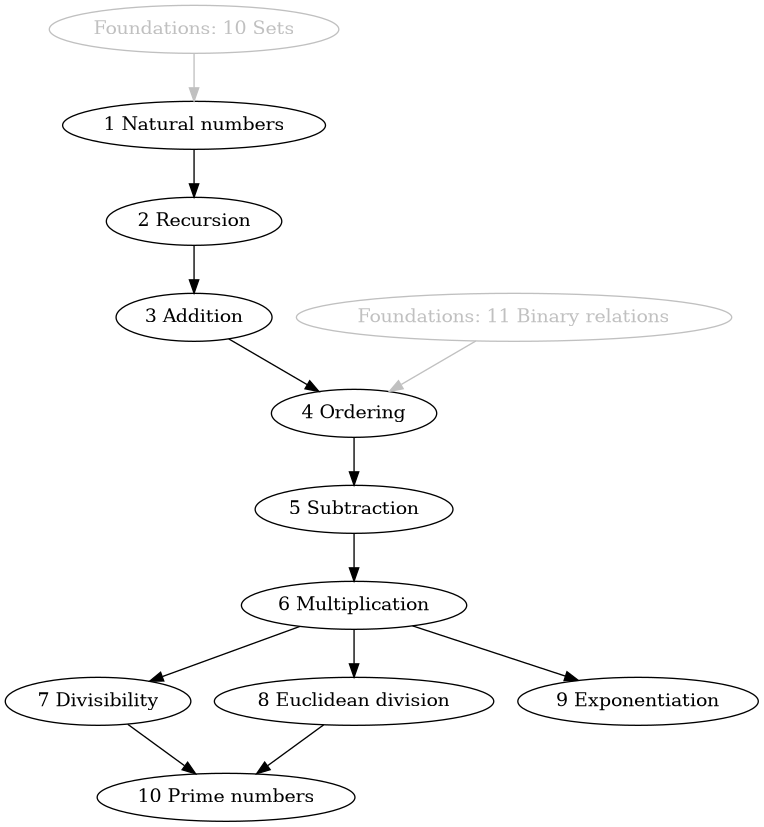 Foundations: 10 Sets
1 Natural numbers
2 Recursion
3 Addition
Foundations: 11 Binary relations
4 Ordering
5 Subtraction
6 Multiplication
7 Divisibility
8 Euclidean division
9 Exponentiation
10 Prime numbers